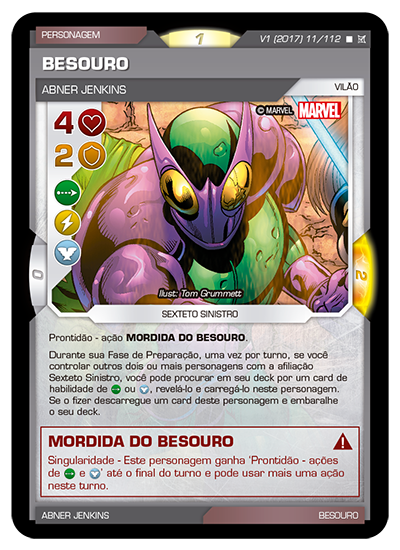 PERSONAGEM
1
V1 (2017) 11/112
BESOURO
ABNER JENKINS
VILÃO
4
© MARVEL MARVEL
2
0
2
Ilust: Tom Grummett
SEXTETO SINISTRO
Prontidão - ação MORDIDA DO BESOURO.
Durante sua Fase de Preparação, uma vez por turno, se você
controlar outros dois ou mais personagens com a afiliação
Sexteto Sinistro, você pode procurar em seu deck por um card de
habilidade de ou , revelá-lo e carregá-lo neste personagem.
Se o fizer descarregue um card deste personagem e embaralhe
o seu deck.
MORDIDA DO BESOURO
Singularidade - Este personagem ganha 'Prontidão - ações
de e ' até o final do turno e pode usar mais uma ação
neste turno.
ABNER JENKINS
BESOURO